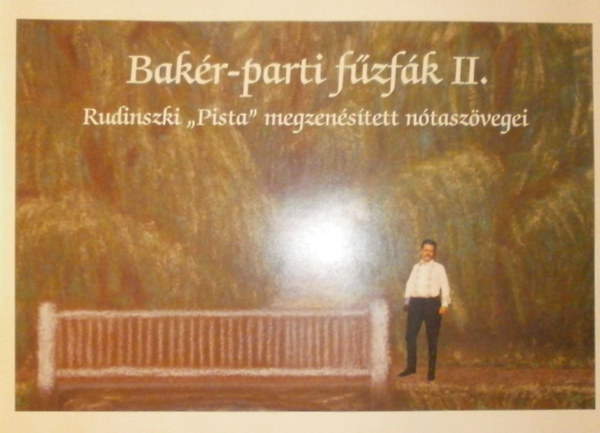 Bakér-parti fűzfák II.
Rudinszki „Pista” megzenésített nótaszövegei